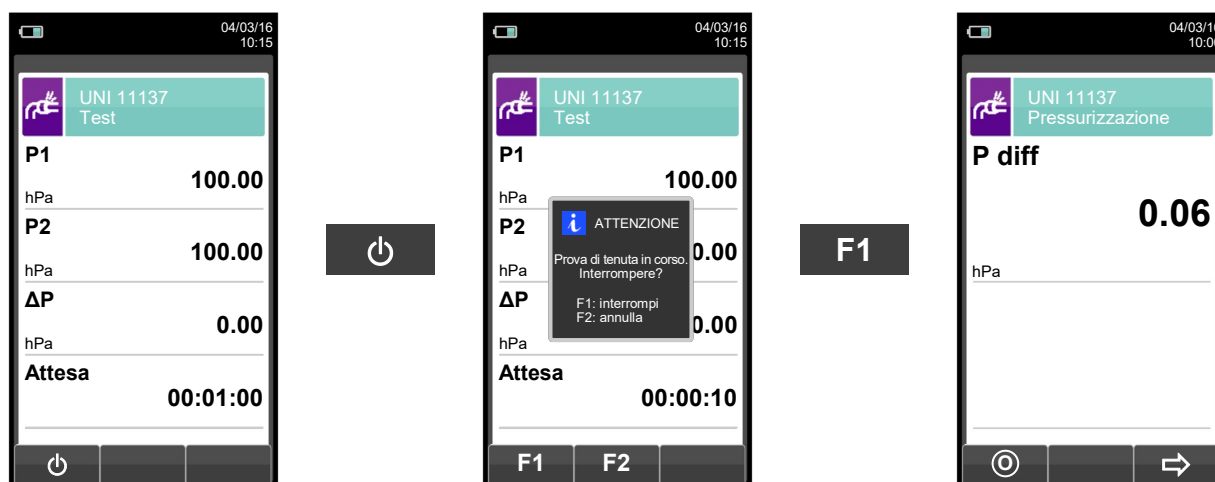 04/03/16
10:15
UNI 11137
Test
P1
100.00
hPa
P2
100.00
hPa
ΔP
0.00
hPa
Attesa
00:01:00
04/03/16
10:15
UNI 11137
Test
P1
100.00
hPa
P2
0.00
hPa
ΔP
0.00
hPa
Attesa
00:00:10
i ATTENZIONE
Prova di tenuta in corso.
Interrompere?
F1: interrompi
F2: annulla
F1 F2
F1
04/03/16
10:00
UNI 11137
Pressurizzazione
P diff
0.06
hPa